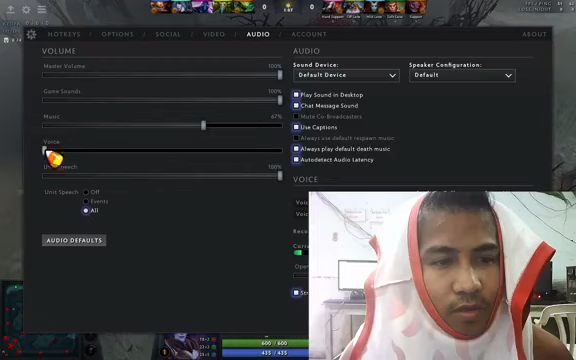 HOTKEYS / OPTIONS / SOCIAL / VIDEO / AUDIO / ACCOUNT
ABOUT
VOLUME
Master Volume 100%
Game Sounds 100%
Music 67%
Voice
Unit Speech 100%
Unit Speech
Off
Events
All
AUDIO DEFAULTS
AUDIO
Sound Device:
Speaker Configuration:
Default Device
Default
Play Sound in Desktop
Chat Message Sound
Mute Co-Broadcasters
Use Captions
Always use default respawn music
Always play default death music
Autodetect Audio Latency
VOICE
600 / 600
435 / 435